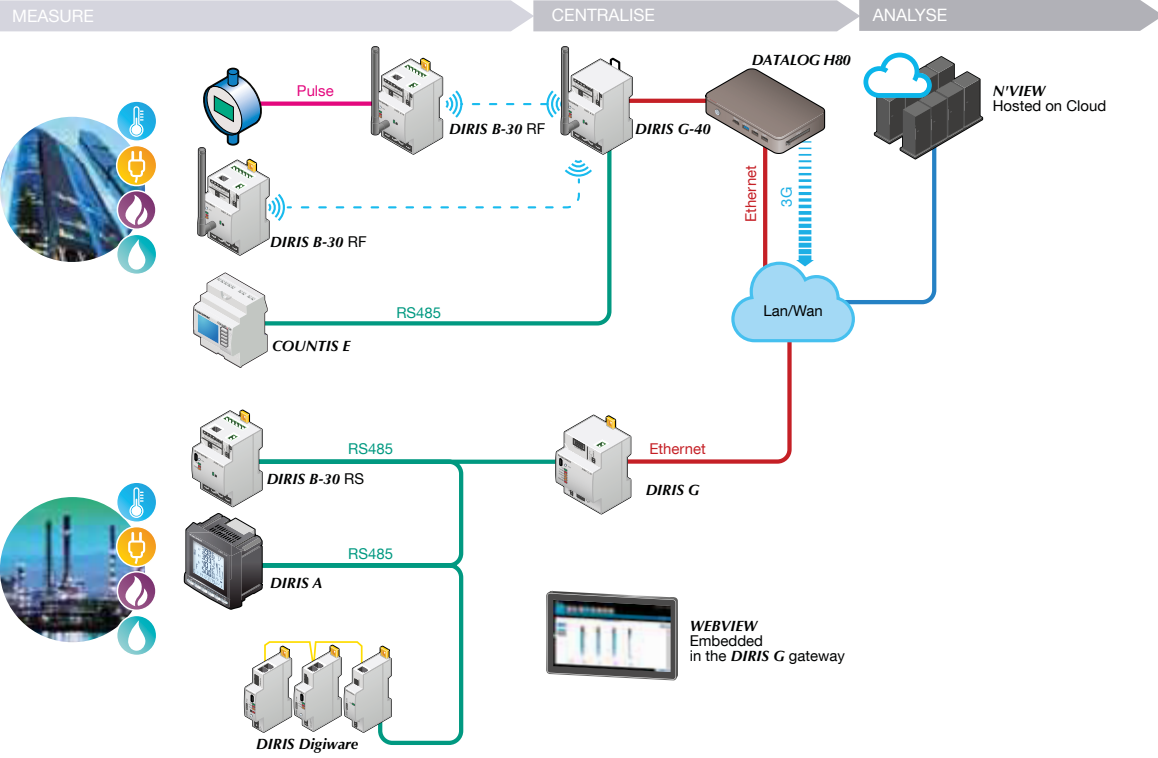 MEASURE
CENTRALISE
ANALYSE
DATALOG H80
Pulse
N'VIEW
Hosted on Cloud
DIRIS B-30 RF
DIRIS G-40
Ethernet
3G
DIRIS B-30 RF
RS485
Lan/Wan
COUNTIS E
RS485
Ethernet
DIRIS B-30 RS
DIRIS G
RS485
DIRIS A
WEBVIEW
Embedded
in the DIRIS G gateway
DIRIS Digiware